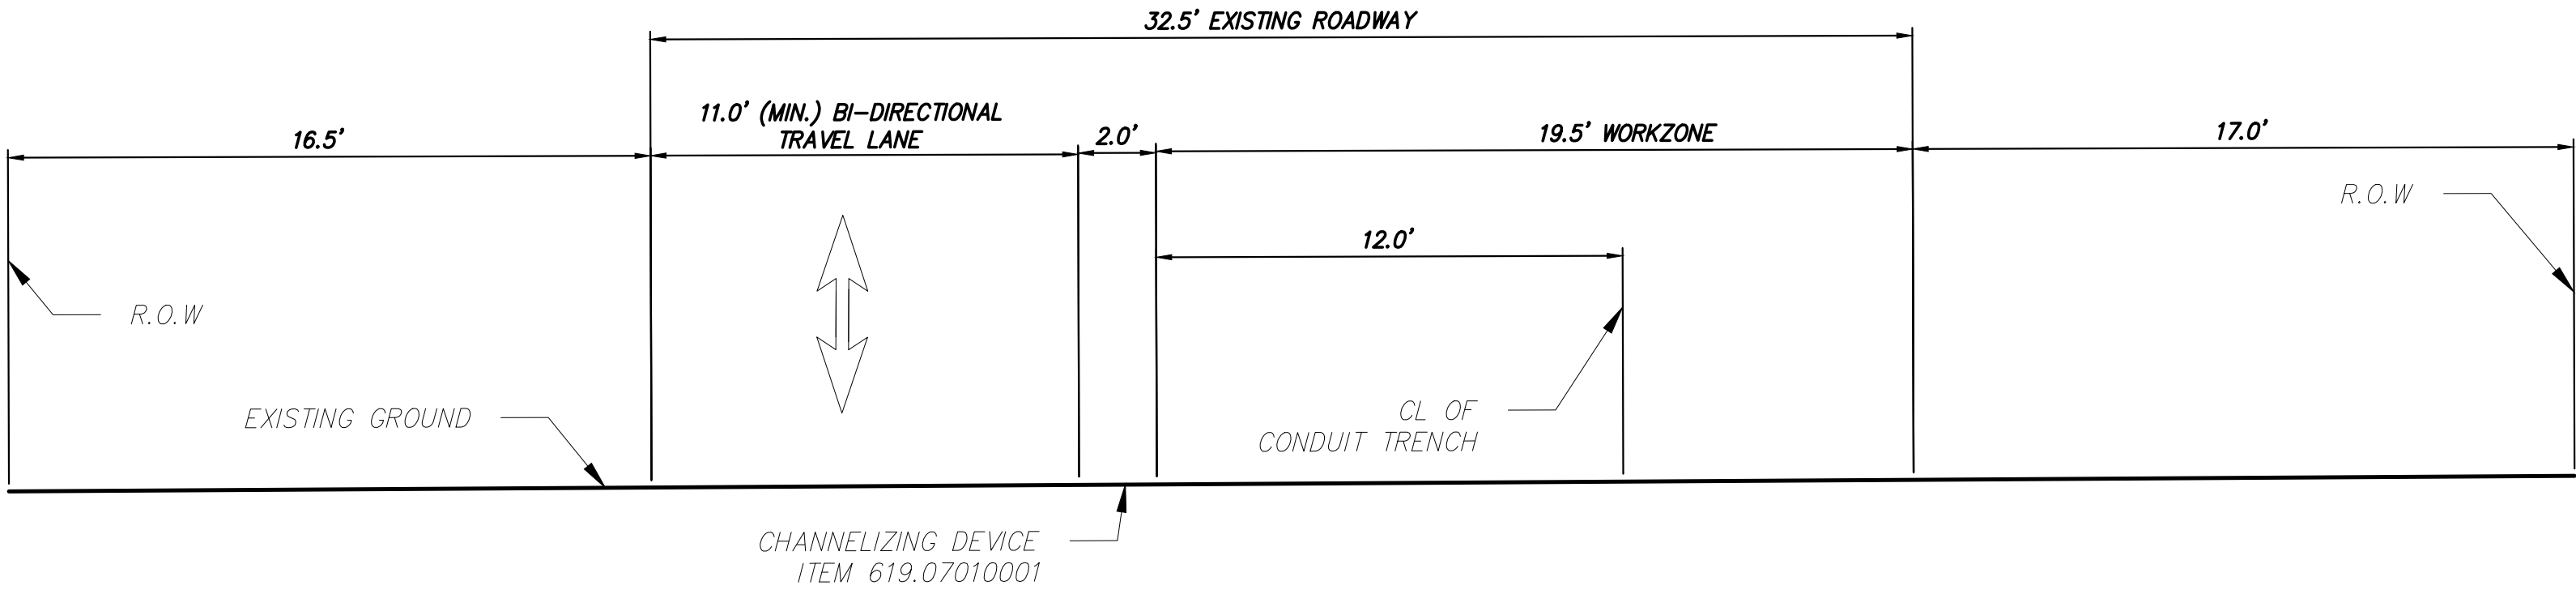 32.5' EXISTING ROADWAY
11.0' (MIN.) BI-DIRECTIONAL
TRAVEL LANE
16.5'
2.0'
19.5' WORKZONE
17.0'
R.O.W
12.0'
R.O.W
EXISTING GROUND
CL OF
CONDUIT TRENCH
CHANNELIZING DEVICE
ITEM 619.07010001